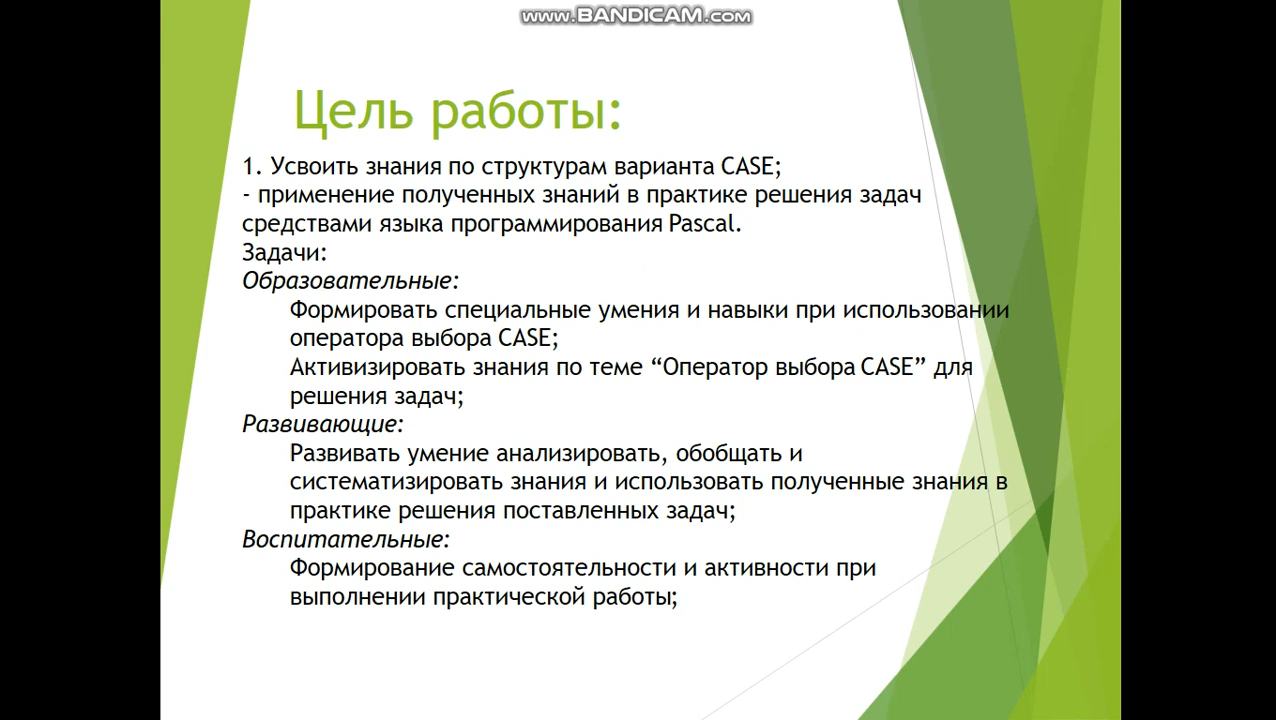 www.BANDICAM.com
Цель работы:
1. Усвоить знания по структурам варианта CASE;
- применение полученных знаний в практике решения задач
средствами языка программирования Pascal.
Задачи:
Образовательные:
Формировать специальные умения и навыки при использовании
оператора выбора CASE;
Активизировать знания по теме “Оператор выбора CASE” для
решения задач;
Развивающие:
Развивать умение анализировать, обобщать и
систематизировать знания и использовать полученные знания в
практике решения поставленных задач;
Воспитательные:
Формирование самостоятельности и активности при
выполнении практической работы;